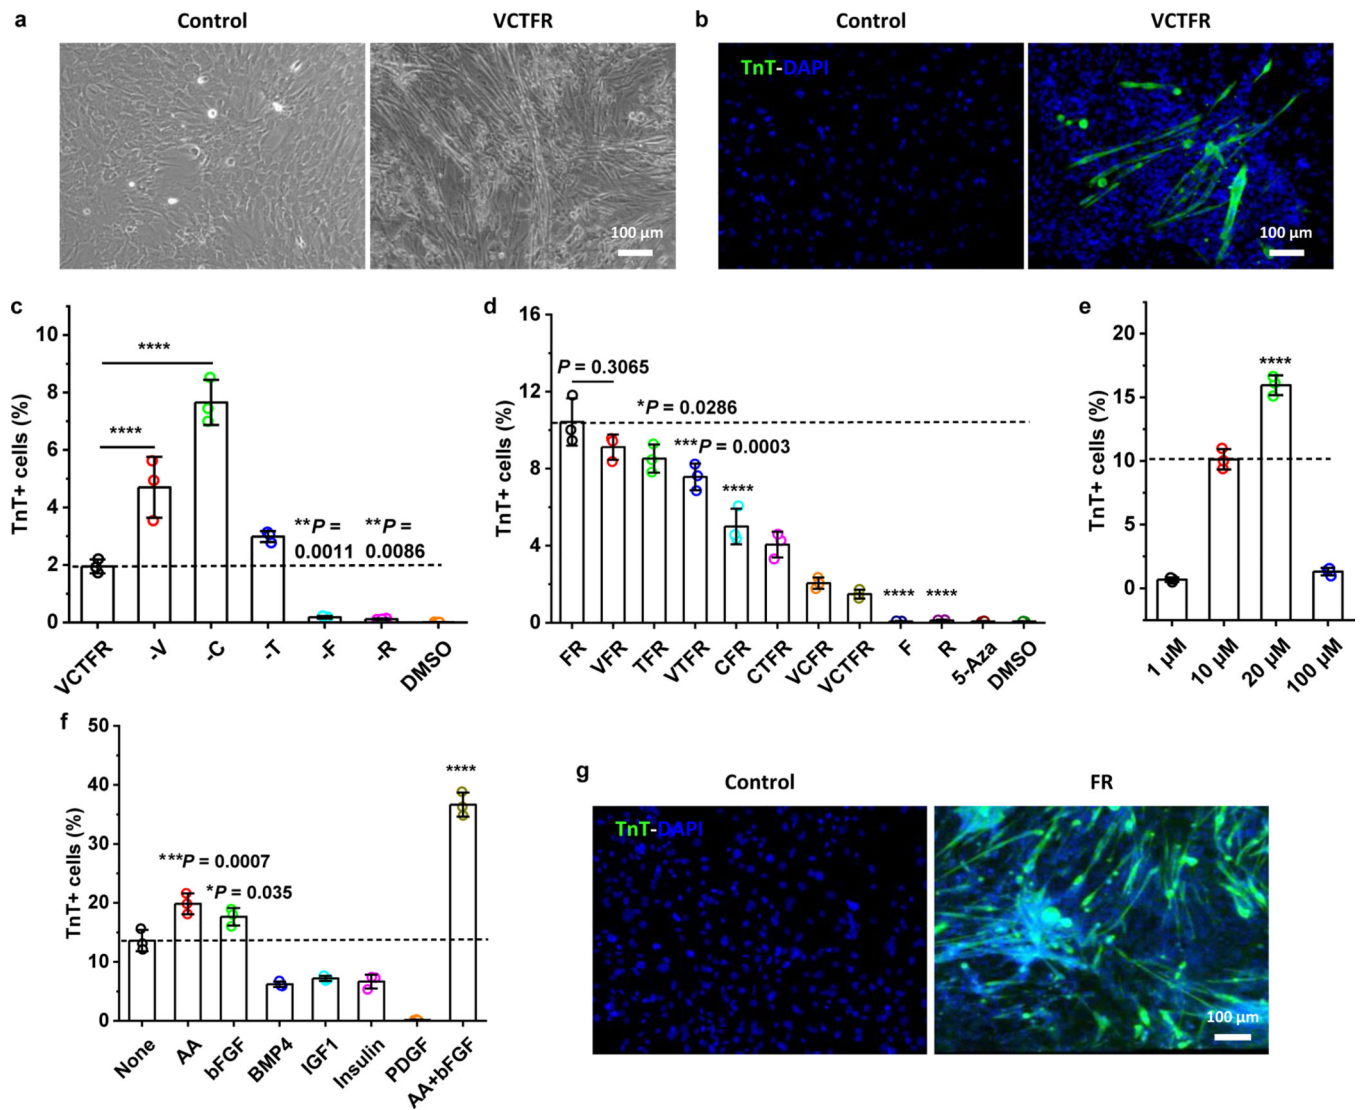 a
Control
VCTFR
100 µm
b
Control
VCTFR
TnT-DAPI
100 µm
c
TnT+ cells (%)
10
8
6
4
2
0
****
****
**P =
0.0011
**P =
0.0086
VCTFR
-V
-C
-T
-F
-R
DMSO
d
TnT+ cells (%)
16
12
8
4
0
P = 0.3065
*P = 0.0286
***P = 0.0003
****
****
****
FR
VFR
TFR
VTFR
CFR
CTFR
VCFR
VCTFR
F
R
5-Aza
DMSO
e
TnT+ cells (%)
20
15
10
5
0
****
1 µM
10 µM
20 µM
100 µM
f
TnT+ cells (%)
50
40
30
20
10
0
***P = 0.0007
*P = 0.035
****
None
AA
bFGF
BMP4
IGF1
Insulin
PDGF
AA+bFGF
g
Control
FR
TnT-DAPI
100 µm